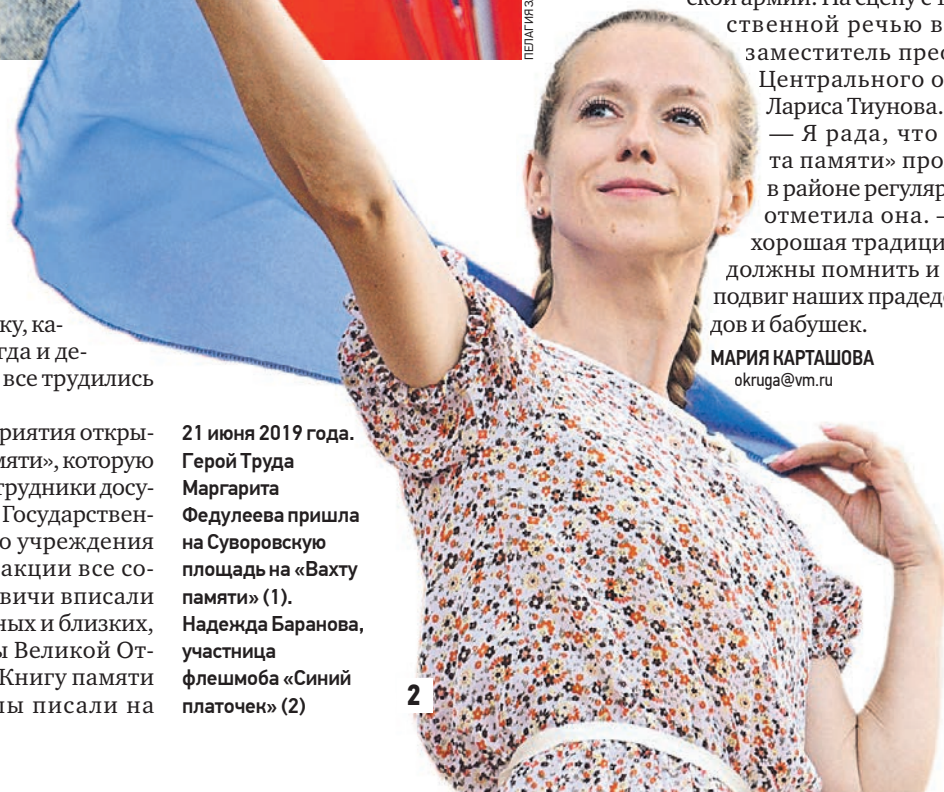 ПЕЛАГИЯ
ку, ка-
гда и де-
все трудились
риятия откры-
мяти», которую
трудники досу-
Государствен-
о учреждения
акции все со-
вичи вписали
ных и близких,
ы Великой От-
Книгу памяти
лы писали на
21 июня 2019 года.
Герой Труда
Маргарита
Федулеева пришла
на Суворовскую
площадь на «Вахту
памяти» (1).
Надежда Баранова,
участница
флешмоба «Синий
платочек» (2)
2
ской армии. На сцену с
ственной речью в
заместитель пре
Центрального о
Лариса Тиунова.
— Я рада, что
та памяти» про
в районе регуляр
отметила она. –
хорошая традици
должны помнить и
подвиг наших прадед
дов и бабушек.
МАРИЯ КАРТАШОВА
okruga@vm.ru